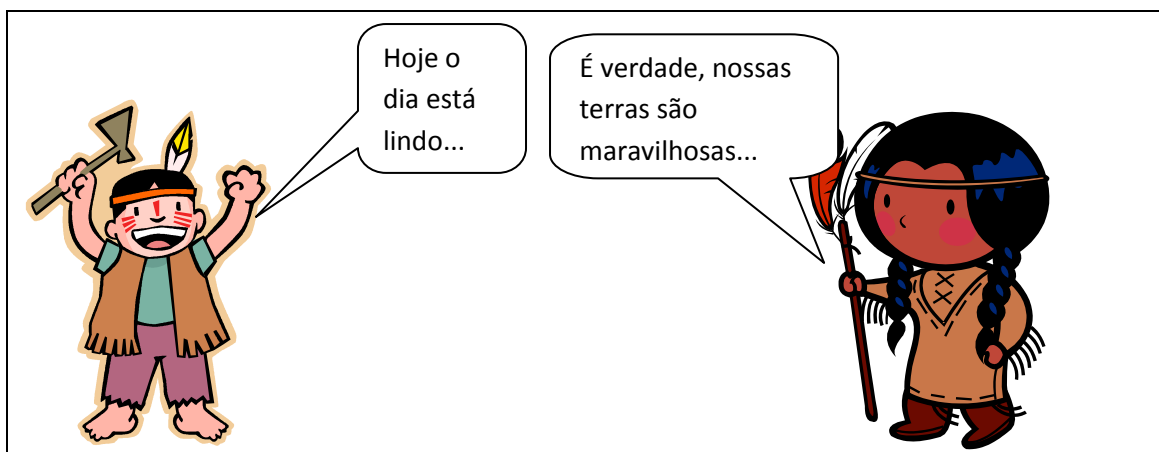 Hoje o
dia está
lindo...
É verdade, nossas
terras são
maravilhosas...